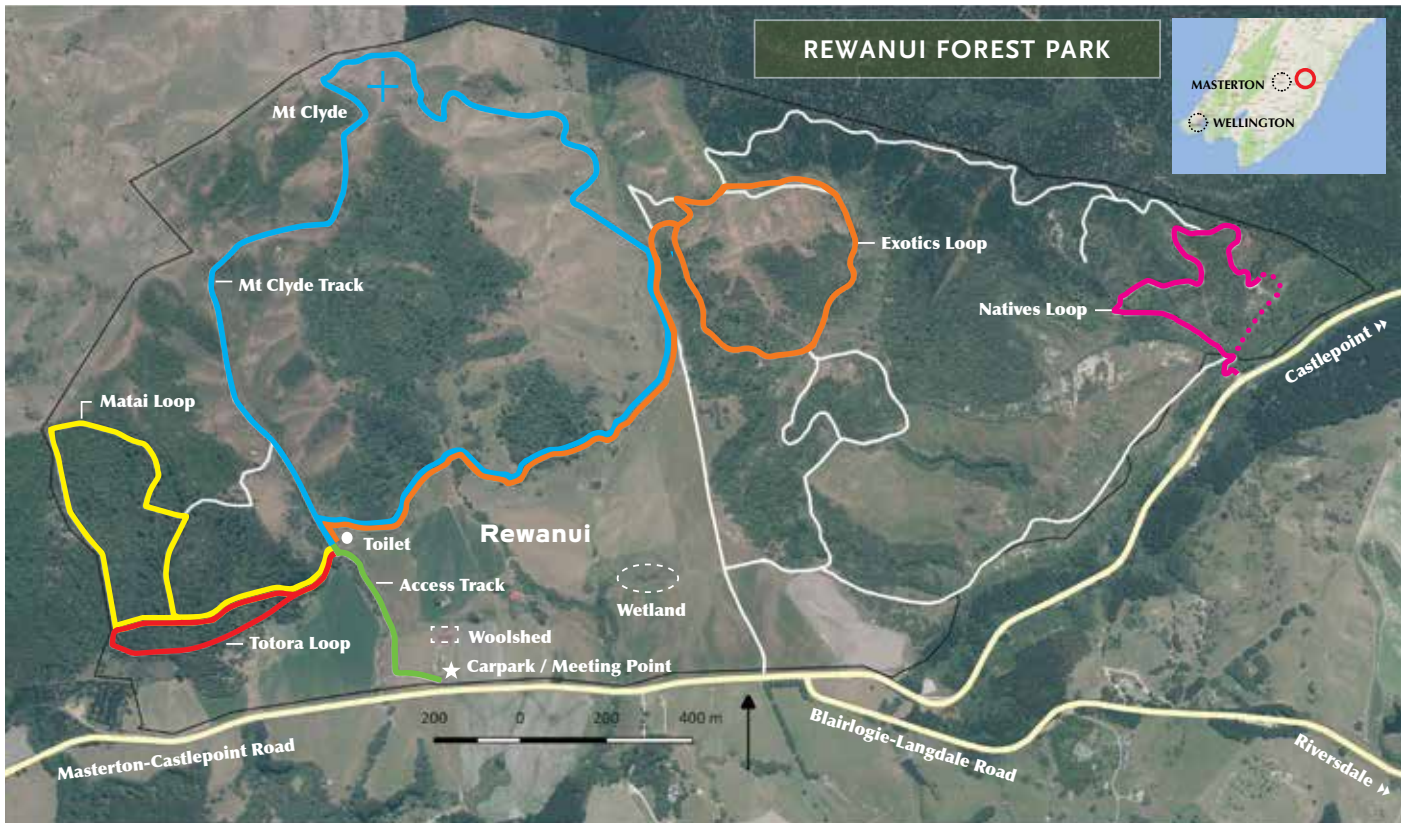 REWANUI FOREST PARK
MASTERTON
WELLINGTON
Mt Clyde
Exotics Loop
Mt Clyde Track
Natives Loop
Castlepoint
Matai Loop
Rewanui
Toilet
Access Track
Wetland
Woolshed
Totora Loop
Carpark / Meeting Point
200 0 200 400 m
Masterton-Castlepoint Road
Blairlogie-Langdale Road
Riversdale